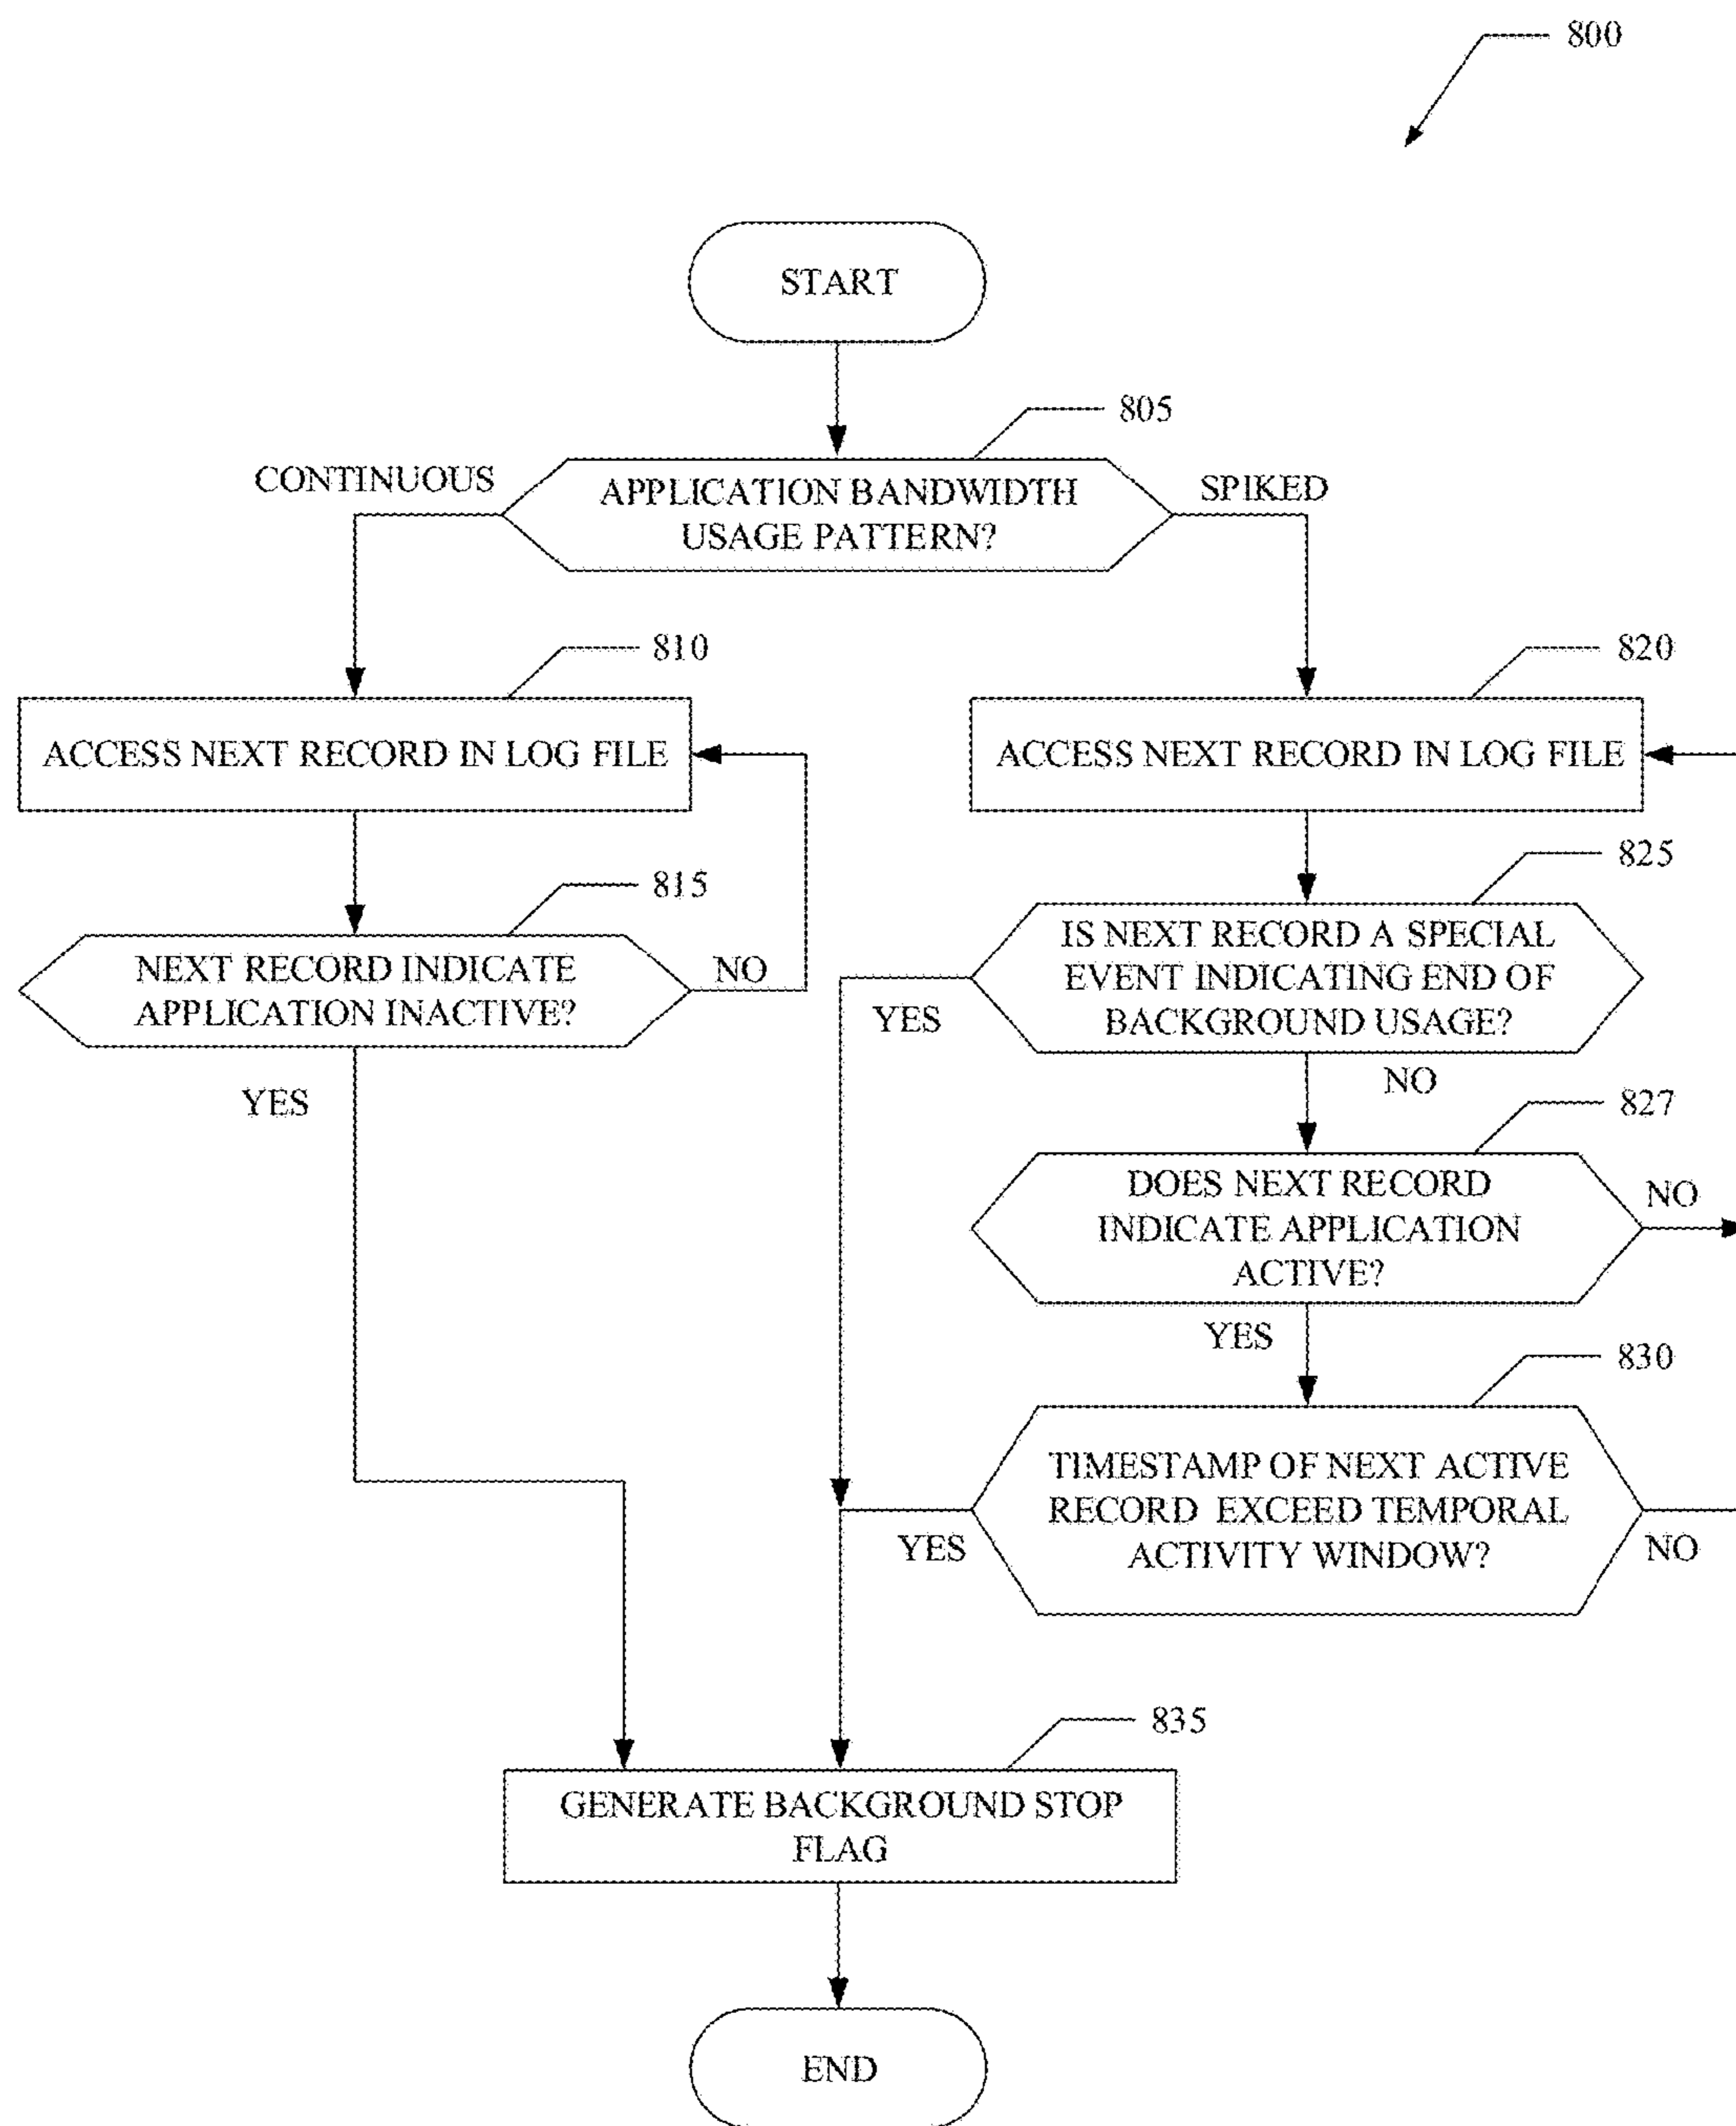 800
START
805
CONTINUOUS
APPLICATION BANDWIDTH
USAGE PATTERN?
SPIKED
810
820
ACCESS NEXT RECORD IN LOG FILE
ACCESS NEXT RECORD IN LOG FILE
815
825
NEXT RECORD INDICATE
APPLICATION INACTIVE?
NO
IS NEXT RECORD A SPECIAL
EVENT INDICATING END OF
BACKGROUND USAGE?
YES
NO
YES
827
DOES NEXT RECORD
INDICATE APPLICATION
ACTIVE?
NO
YES
830
TIMESTAMP OF NEXT ACTIVE
RECORD EXCEED TEMPORAL
ACTIVITY WINDOW?
YES
NO
835
GENERATE BACKGROUND STOP
FLAG
END